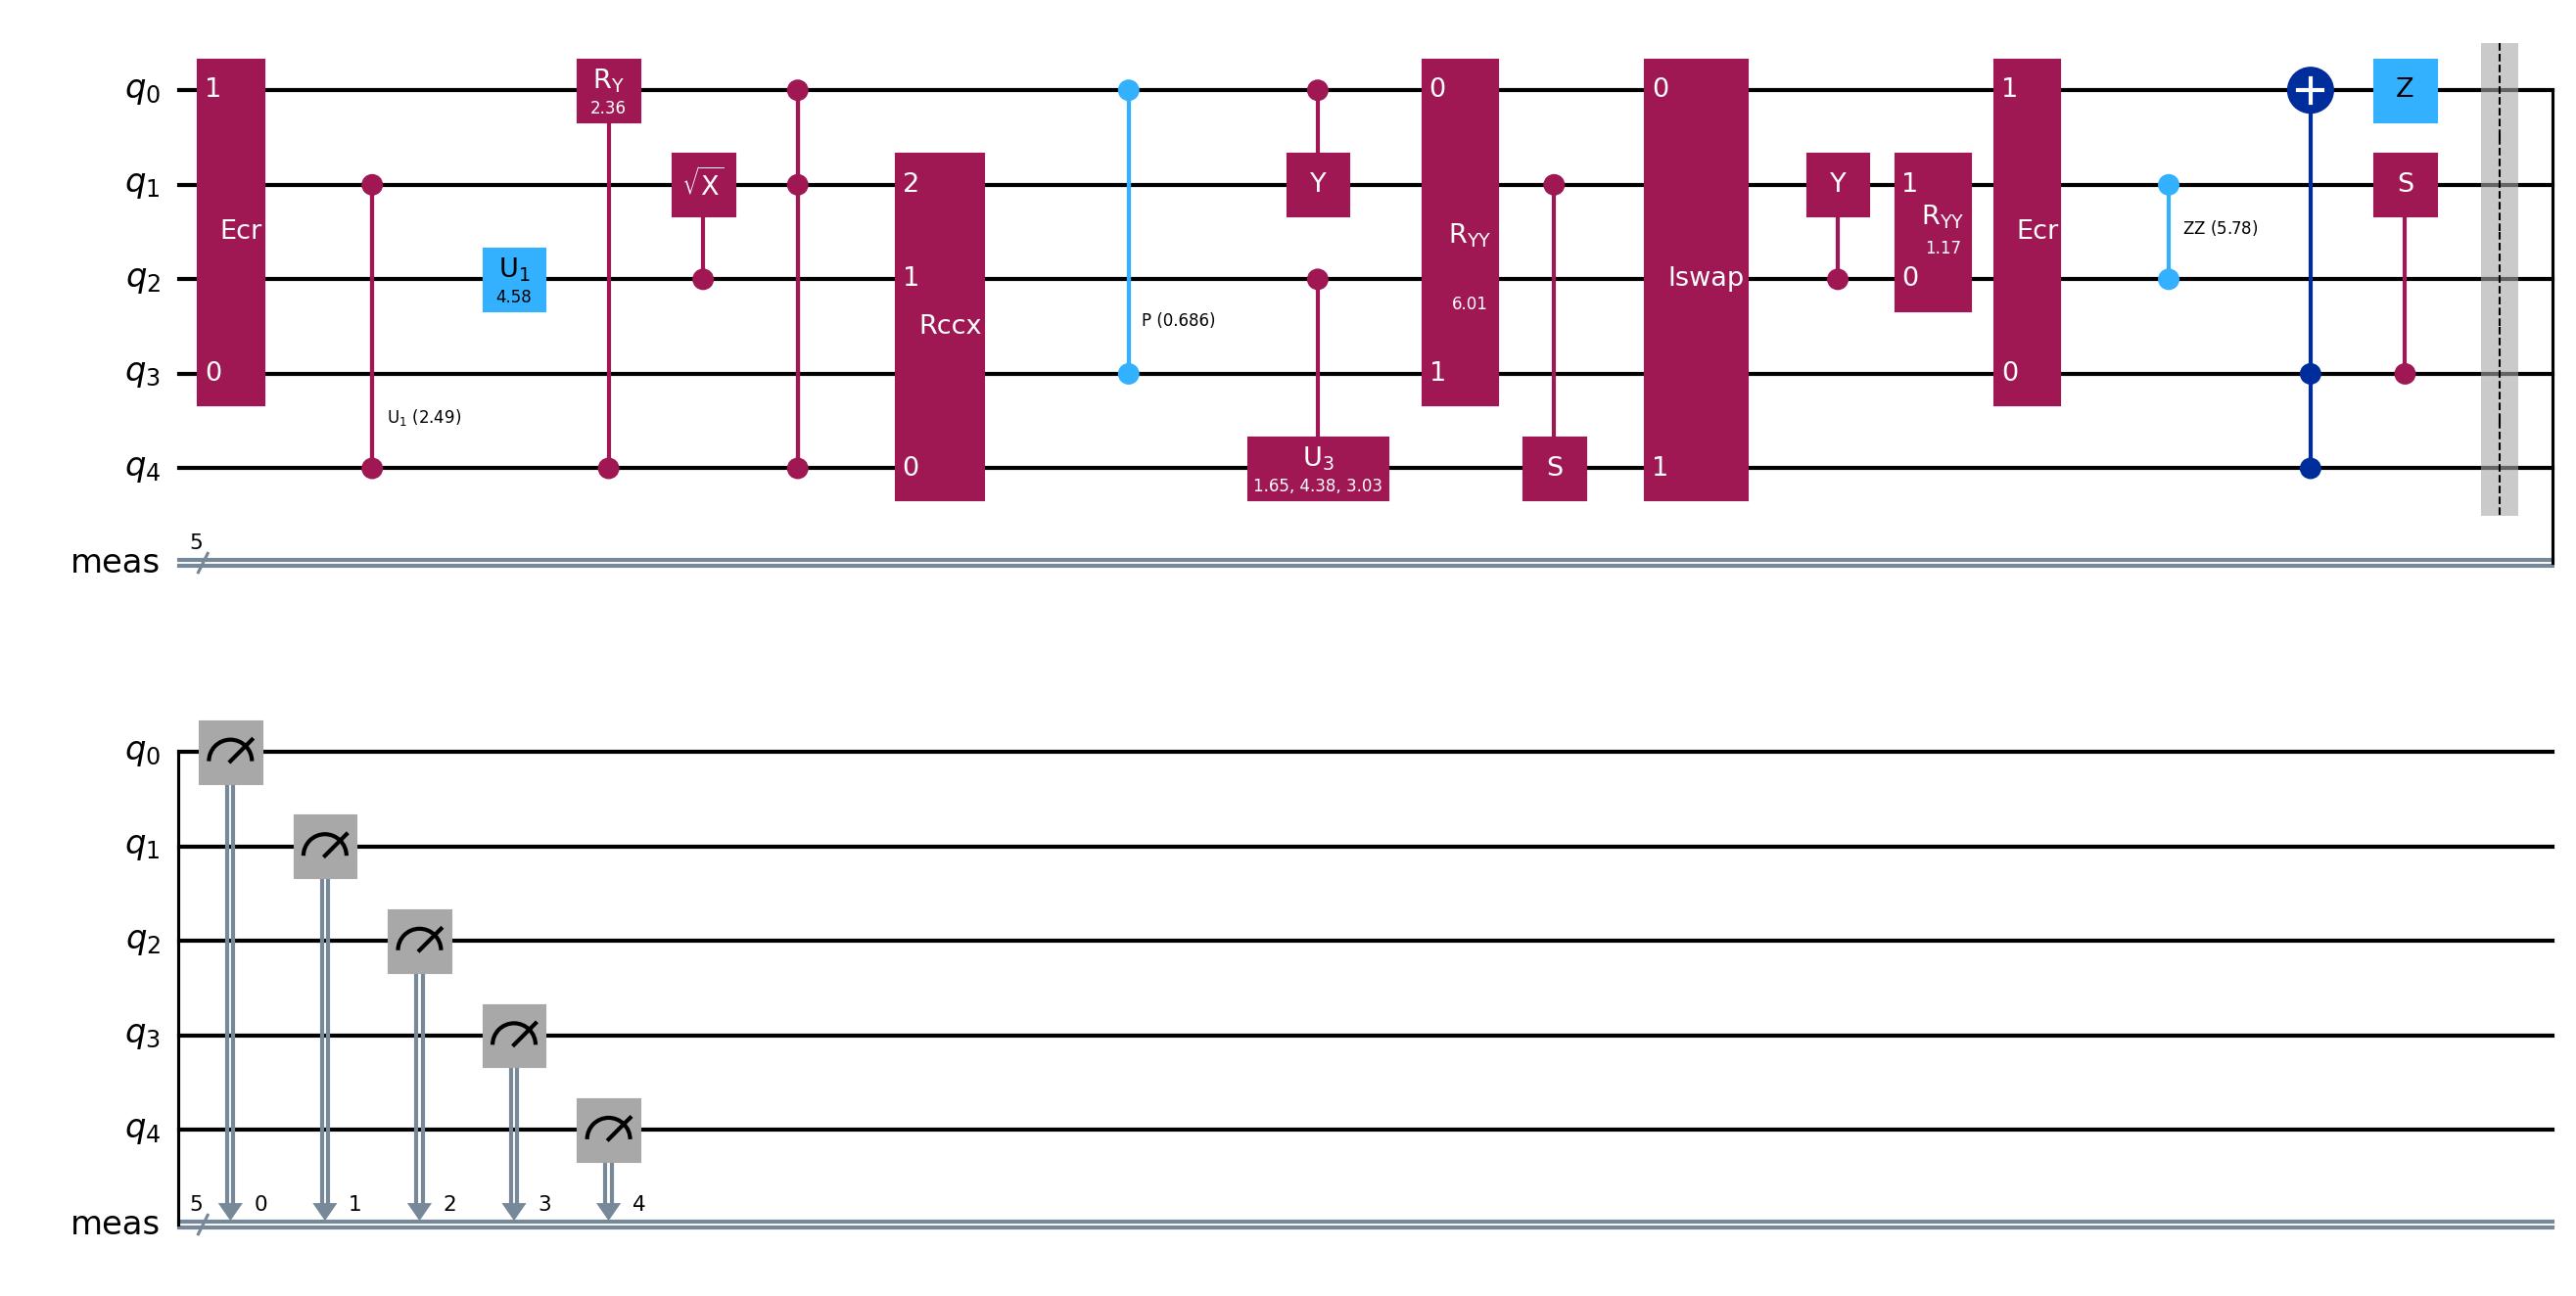 q0 1 RY 2.36 0 0 1 Z
q1 √X 2 Y Y 1 RYY 1.17 S
Ecr RYY Ecr ZZ (5.78)
q2 U1 4.58 1 Iswap 0
Rccx P (0.686) 6.01
q3 0 1 0
U1 (2.49)
q4 0 U3 1.65, 4.38, 3.03 S 1
5
meas
q0
q1
q2
q3
q4
5 0 1 2 3 4
meas